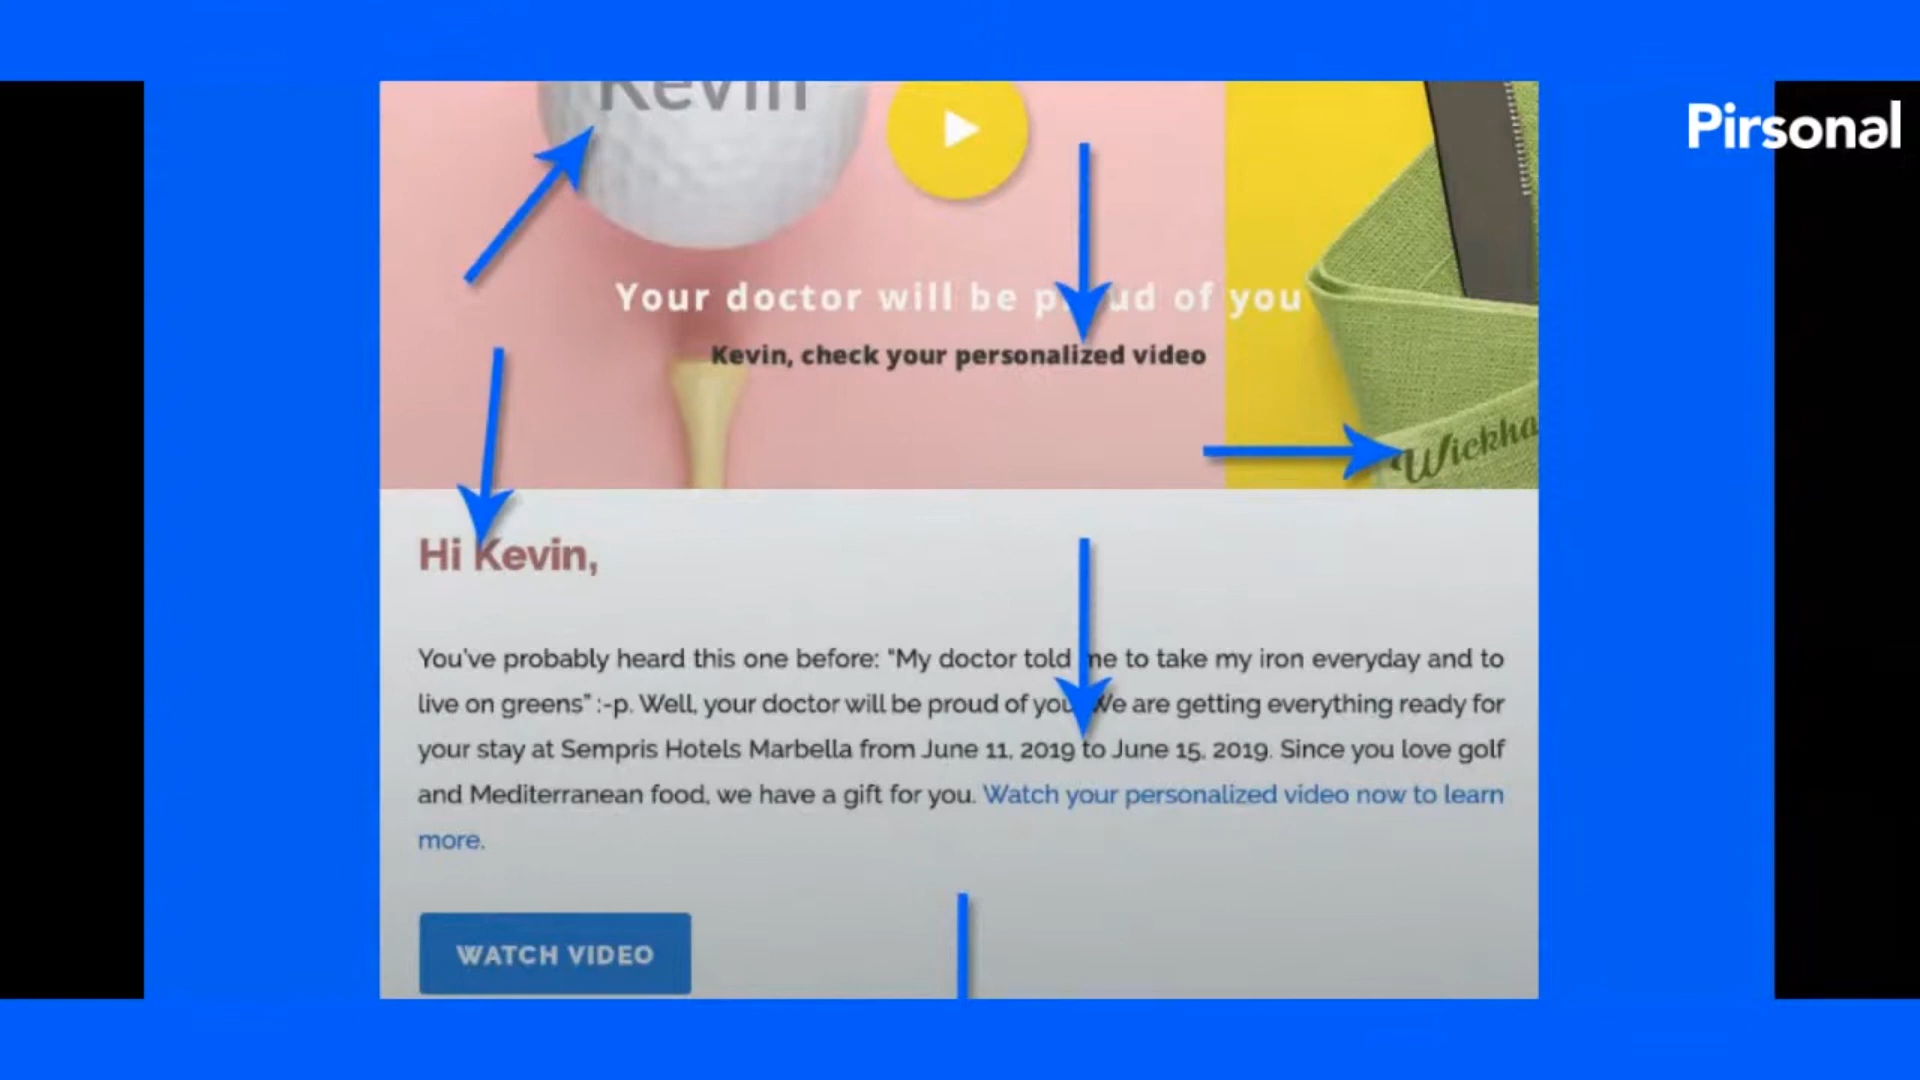 Kevin
Pirsonal
Your doctor will be proud of you
Kevin, check your personalized video
Hi Kevin,
You've probably heard this one before: "My doctor told me to take my iron everyday and to
live on greens" :-p. Well, your doctor will be proud of you. We are getting everything ready for
your stay at Sempris Hotels Marbella from June 11, 2019 to June 15, 2019. Since you love golf
and Mediterranean food, we have a gift for you. Watch your personalized video now to learn
more.
WATCH VIDEO